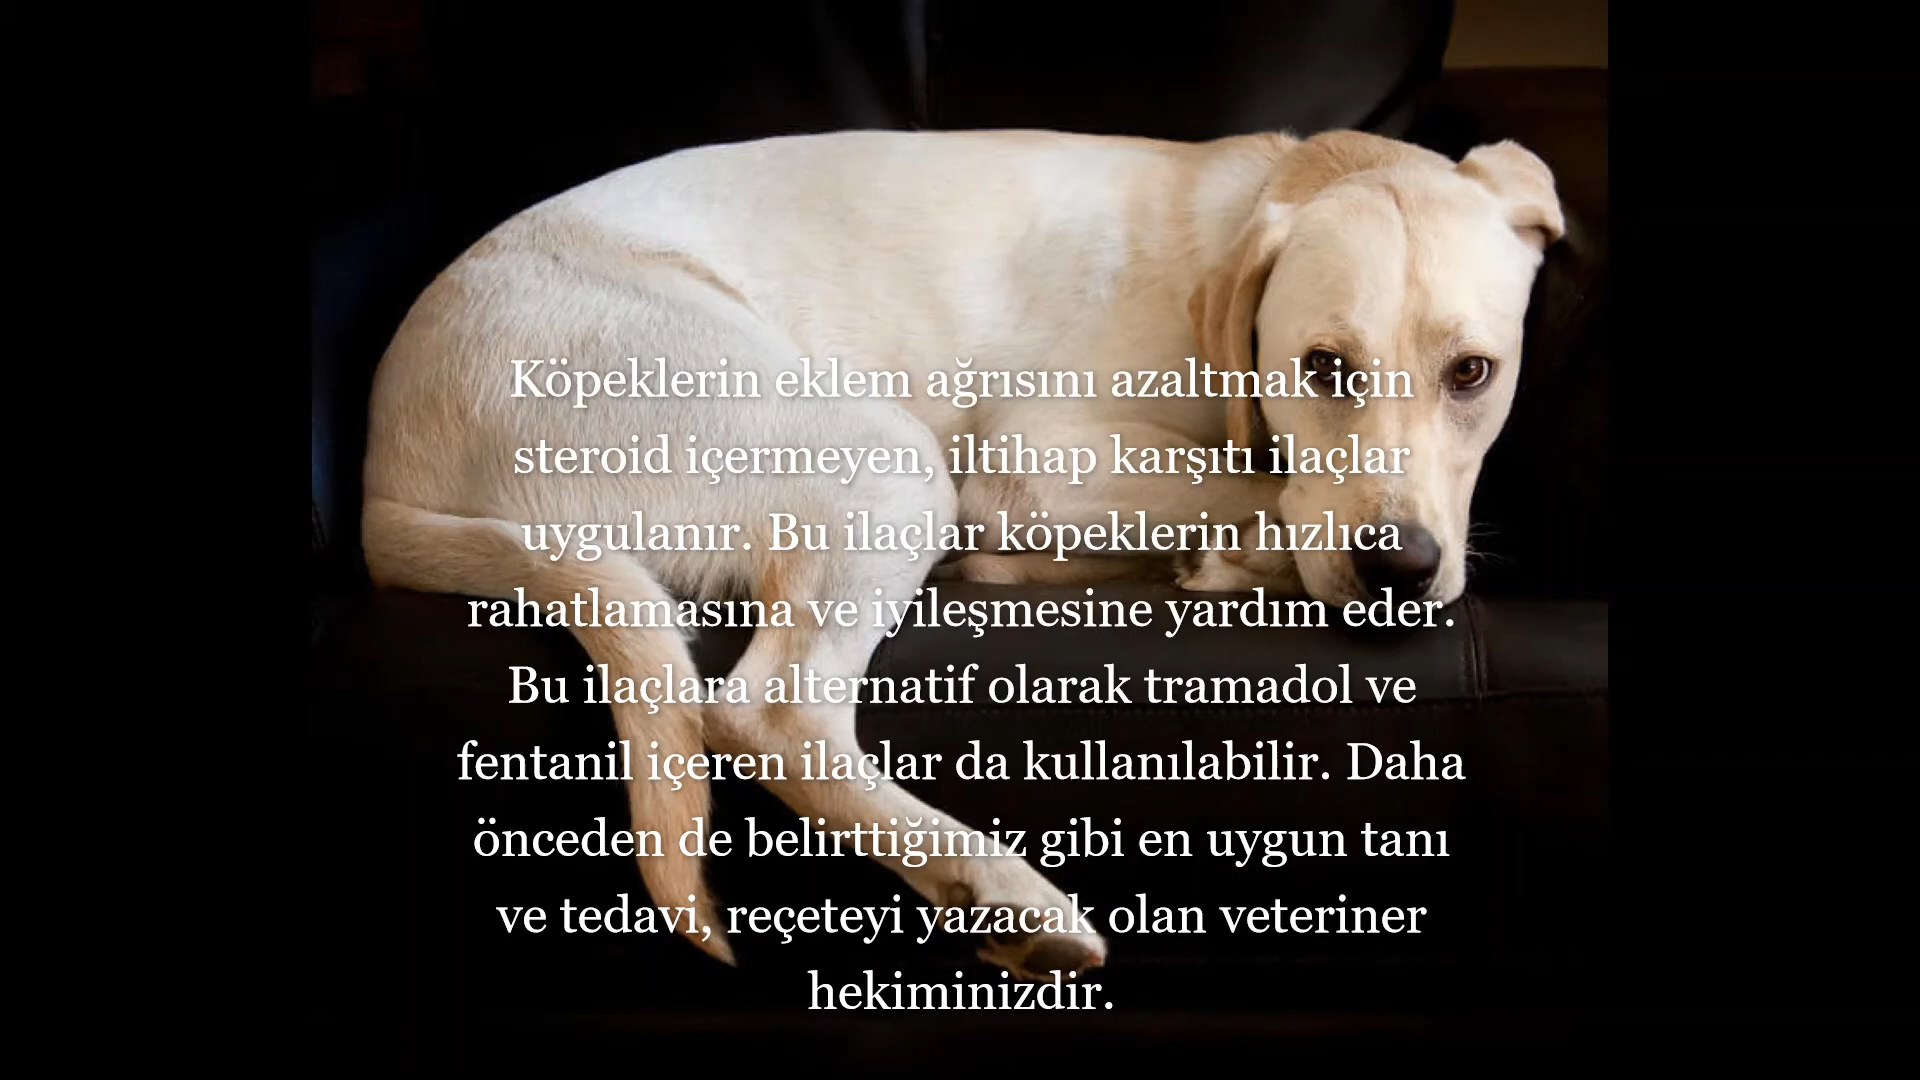 Köpeklerin eklem ağrısını azaltmak için
steroid içermeyen, iltihap karşıtı ilaçlar
uygulanır. Bu ilaçlar köpeklerin hızlıca
rahatlamasına ve iyileşmesine yardım eder.
Bu ilaçlara alternatif olarak tramadol ve
fentanil içeren ilaçlar da kullanılabilir. Daha
önceden de belirttiğimiz gibi en uygun tanı
ve tedavi, reçeteyi yazacak olan veteriner
hekiminizdir.